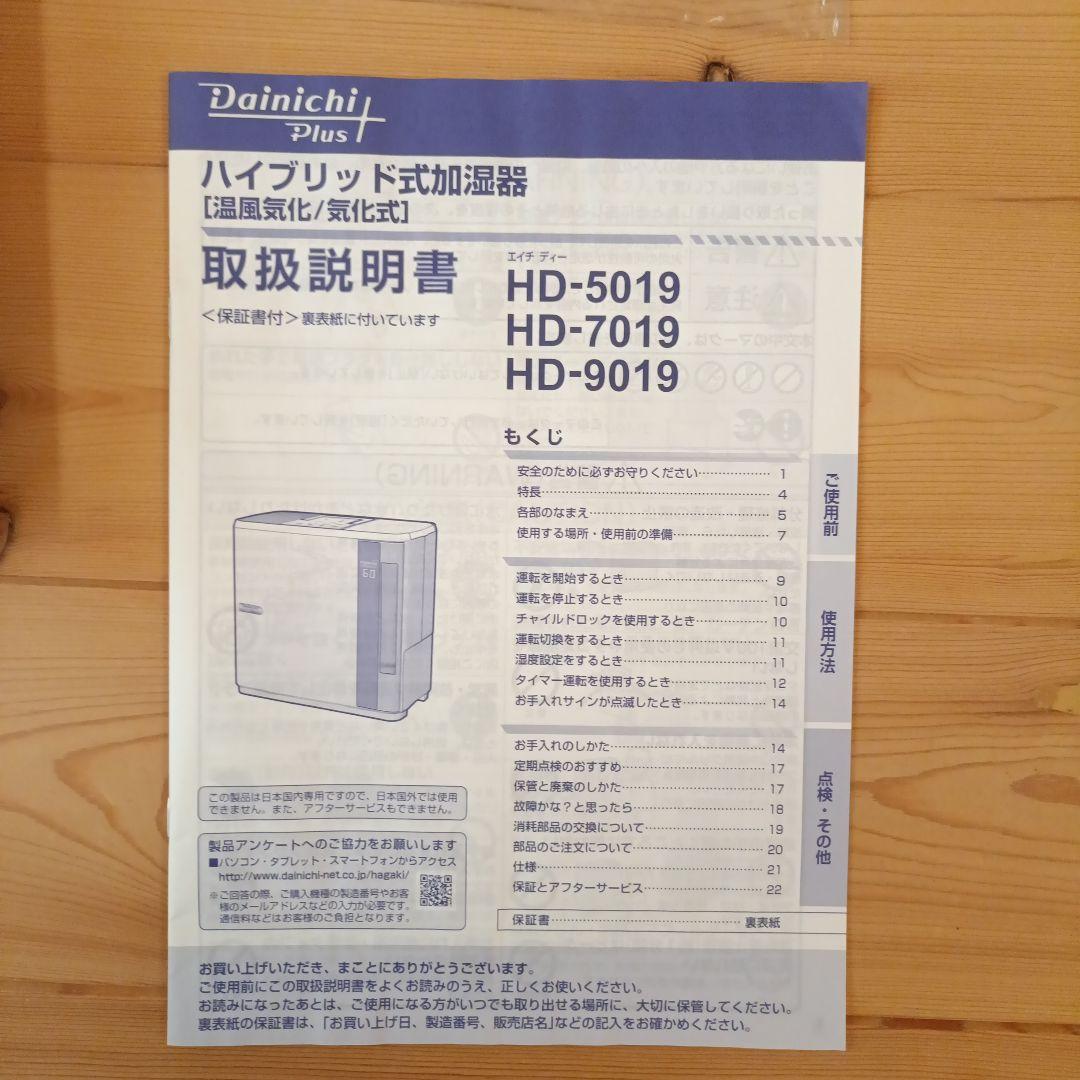 Dainichi
Plus
ハイブリッド式加湿器
[温風気化/気化式]
取扱説明書
<保証書付>裏表紙に付いています
エイチ ディー
HD-5019
HD-7019
HD-9019
もくじ
安全のために必ずお守りください………………… 1
特長………………… 4
各部のなまえ………………… 5
使用する場所・使用前の準備………………… 7
ご使用前
運転を開始するとき………………… 9
運転を停止するとき………………… 10
チャイルドロックを使用するとき………………… 10
運転切換をするとき………………… 11
湿度設定をするとき………………… 11
タイマー運転を使用するとき………………… 12
お手入れサインが点滅したとき………………… 14
使用方法
お手入れのしかた………………… 14
定期点検のおすすめ………………… 17
保管と廃棄のしかた………………… 17
故障かな?と思ったら………………… 18
消耗部品の交換について………………… 19
部品のご注文について………………… 20
仕様………………… 21
保証とアフターサービス………………… 22
点検・その他
保証書………………… 裏表紙
60
この製品は日本国内専用ですので、日本国外では使用
できません。また、アフターサービスもできません。
製品アンケートへのご協力をお願いします
■パソコン・タブレット・スマートフォンからアクセス
http://www.dainichi-net.co.jp/hagaki/
※ご回答の際、ご購入機種の製造番号やお客
様のメールアドレスなどの入力が必要です。
通信料などはお客様のご負担となります。
お買い上げいただき、まことにありがとうございます。
ご使用前にこの取扱説明書をよくお読みのうえ、正しくお使いください。
お読みになったあとは、ご使用になる方がいつでも取り出せる場所に、大切に保管してください。
裏表紙の保証書は、「お買い上げ日、製造番号、販売店名」などの記入をお確かめください。